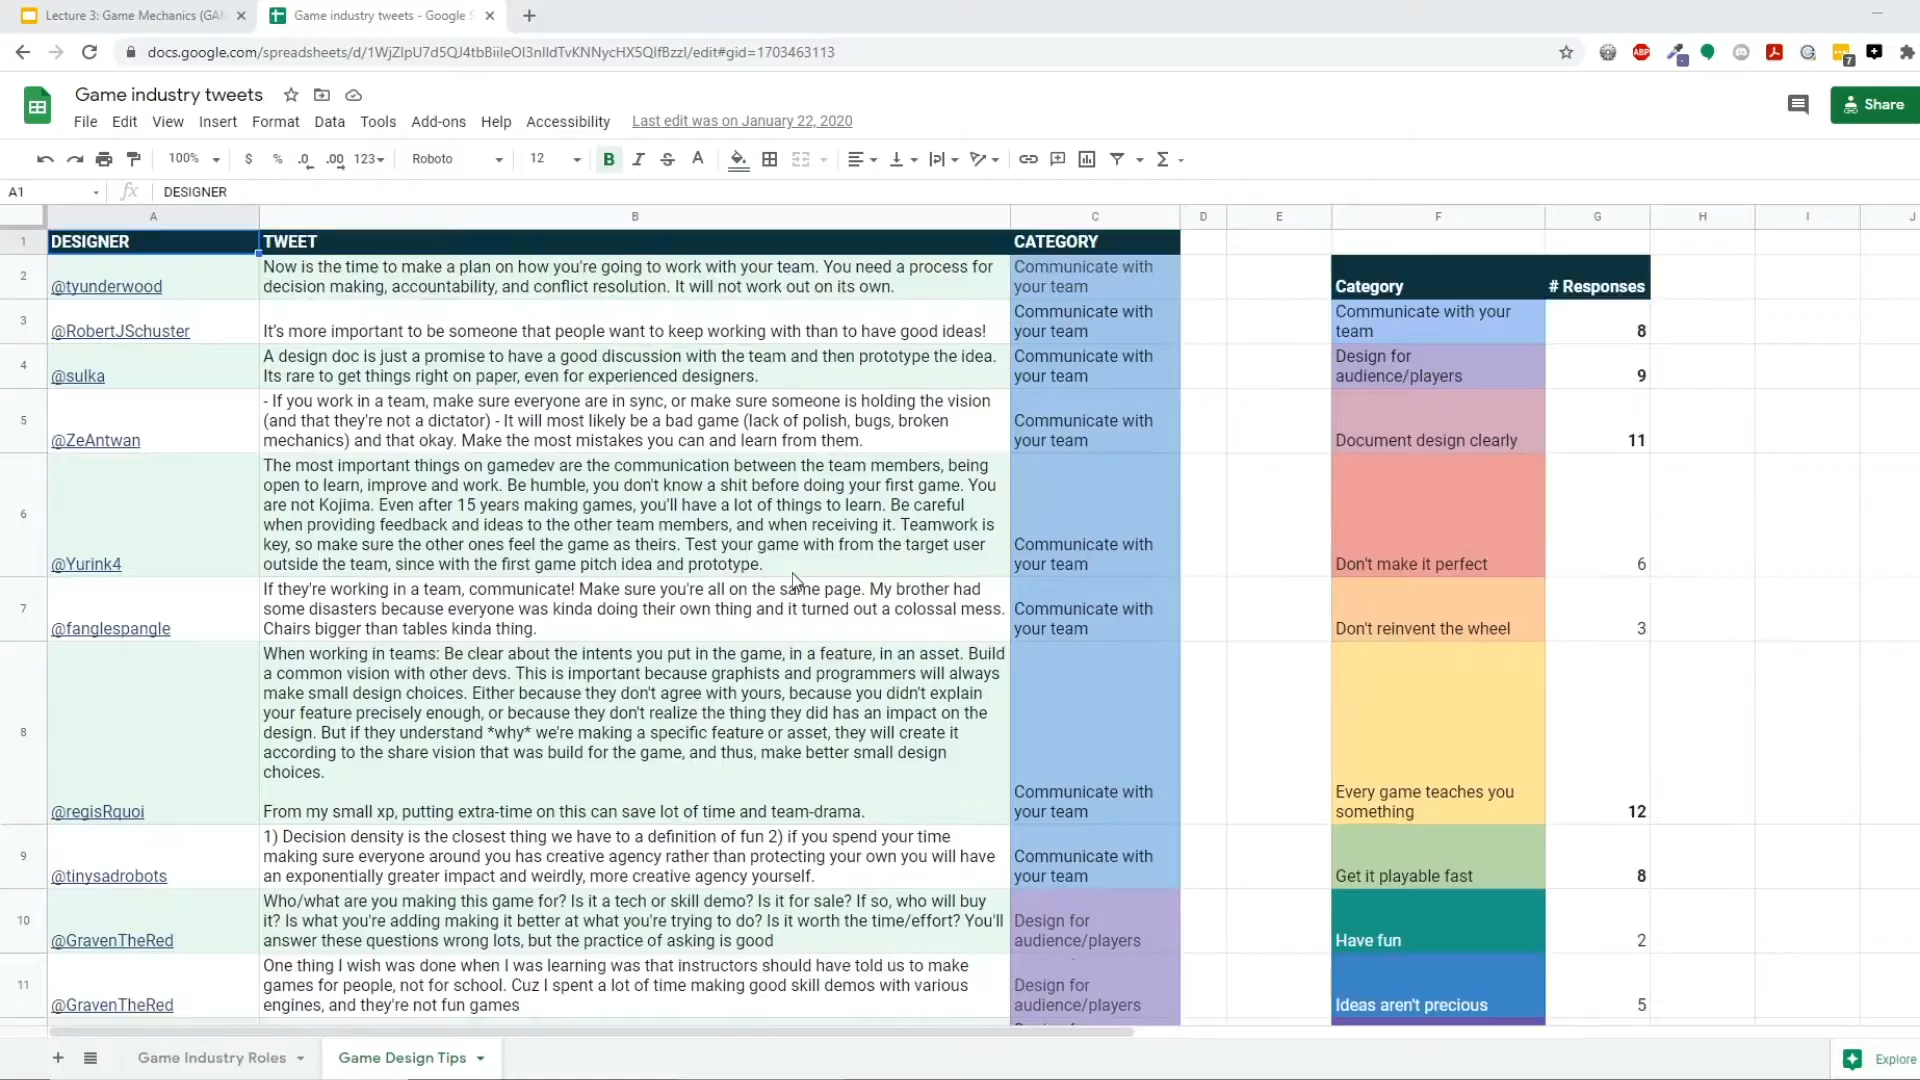 Lecture 3: Game Mechanics (GA
Game industry tweets - Google S
docs.google.com/spreadsheets/d/1WjZIpU7d5QJ4tbBiiIeOI3nIIdTvKNNycHX5QIfBzzI/edit#gid=1703463113
ABP
7
Game industry tweets
Share
File Edit View Insert Format Data Tools Add-ons Help Accessibility Last edit was on January 22, 2020
100% $ % .0 .00 123 Roboto 12 B I S A
A1 fx DESIGNER
A B C D E F G H I J
1 DESIGNER TWEET CATEGORY
2 @tyunderwood
Now is the time to make a plan on how you're going to work with your team. You need a process for
decision making, accountability, and conflict resolution. It will not work out on its own.
Communicate with
your team
Category # Responses
3 @RobertJSchuster
It's more important to be someone that people want to keep working with than to have good ideas!
Communicate with
your team
Communicate with your
team
8
4 @sulka
A design doc is just a promise to have a good discussion with the team and then prototype the idea.
Its rare to get things right on paper, even for experienced designers.
Communicate with
your team
Design for
audience/players
9
5 @ZeAntwan
- If you work in a team, make sure everyone are in sync, or make sure someone is holding the vision
(and that they're not a dictator) - It will most likely be a bad game (lack of polish, bugs, broken
mechanics) and that okay. Make the most mistakes you can and learn from them.
Communicate with
your team
Document design clearly 11
6 @Yurink4
The most important things on gamedev are the communication between the team members, being
open to learn, improve and work. Be humble, you don't know a shit before doing your first game. You
are not Kojima. Even after 15 years making games, you'll have a lot of things to learn. Be careful
when providing feedback and ideas to the other team members, and when receiving it. Teamwork is
key, so make sure the other ones feel the game as theirs. Test your game with from the target user
outside the team, since with the first game pitch idea and prototype.
Communicate with
your team
Don't make it perfect 6
7 @fanglespangle
If they're working in a team, communicate! Make sure you're all on the same page. My brother had
some disasters because everyone was kinda doing their own thing and it turned out a colossal mess.
Chairs bigger than tables kinda thing.
Communicate with
your team
Don't reinvent the wheel 3
8 @regisRquoi
When working in teams: Be clear about the intents you put in the game, in a feature, in an asset. Build
a common vision with other devs. This is important because graphists and programmers will always
make small design choices. Either because they don't agree with yours, because you didn't explain
your feature precisely enough, or because they don't realize the thing they did has an impact on the
design. But if they understand *why* we're making a specific feature or asset, they will create it
according to the share vision that was build for the game, and thus, make better small design
choices.
From my small xp, putting extra-time on this can save lot of time and team-drama.
Communicate with
your team
Every game teaches you
something
12
9 @tinysadrobots
1) Decision density is the closest thing we have to a definition of fun 2) if you spend your time
making sure everyone around you has creative agency rather than protecting your own you will have
an exponentially greater impact and weirdly, more creative agency yourself.
Communicate with
your team
Get it playable fast 8
10 @GravenTheRed
Who/what are you making this game for? Is it a tech or skill demo? Is it for sale? If so, who will buy
it? Is what you're adding making it better at what you're trying to do? Is it worth the time/effort? You'll
answer these questions wrong lots, but the practice of asking is good
Design for
audience/players
Have fun 2
11 @GravenTheRed
One thing I wish was done when I was learning was that instructors should have told us to make
games for people, not for school. Cuz I spent a lot of time making good skill demos with various
engines, and they're not fun games
Design for
audience/players
Ideas aren't precious 5
Game Industry Roles Game Design Tips Explore